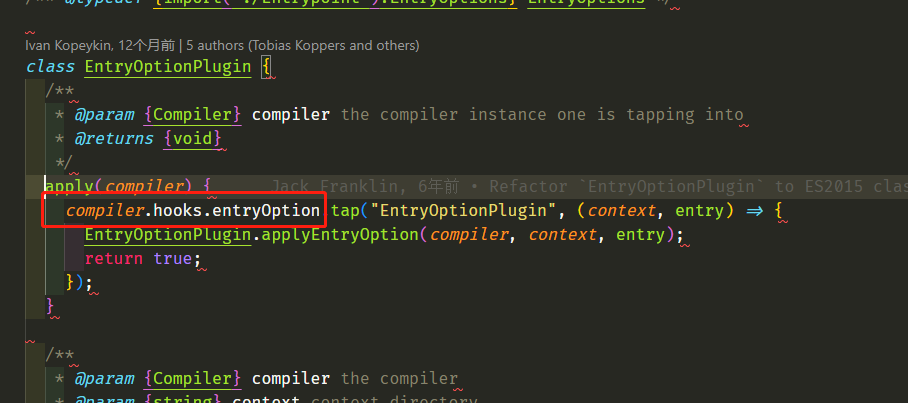 /** @typedef {import("./Entrypoint").EntryOptions} EntryOptions */
Ivan Kopeykin, 12个月前 | 5 authors (Tobias Koppers and others)
class EntryOptionPlugin {
/**
* @param {Compiler} compiler the compiler instance one is tapping into
* @returns {void}
*/
apply(compiler) { Jack Franklin, 6年前 • Refactor `EntryOptionPlugin` to ES2015 clas
compiler.hooks.entryOption.tap("EntryOptionPlugin", (context, entry) => {
EntryOptionPlugin.applyEntryOption(compiler, context, entry);
return true;
});
}
/**
* @param {Compiler} compiler the compiler
* @param {string} context context directory